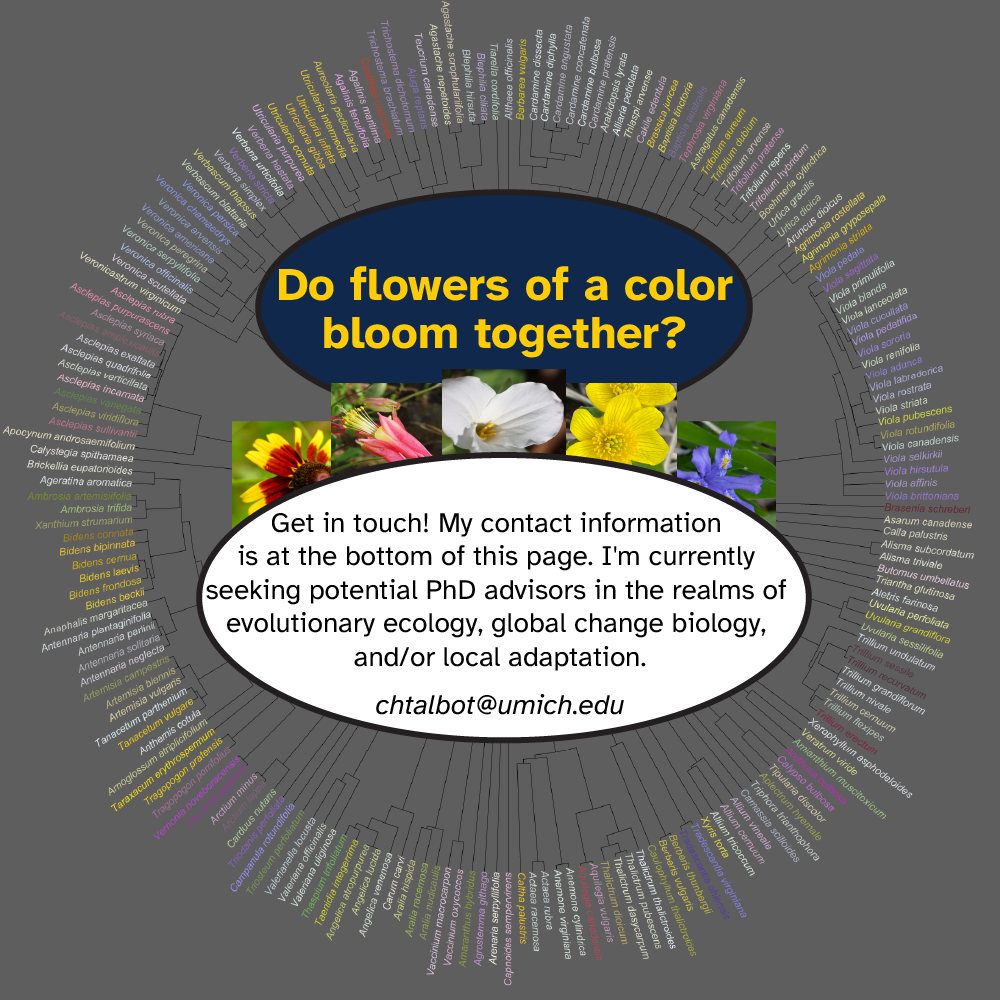 Do flowers of a color
bloom together?
Get in touch! My contact information
is at the bottom of this page. I'm currently
seeking potential PhD advisors in the realms of
evolutionary ecology, global change biology,
and/or local adaptation.
chtalbot@umich.edu
Althaea officinalis
Barbarea vulgaris
Cardamine dissecta
Cardamine diphylla
Cardamine angustata
Cardamine concatenata
Cardamine bulbosa
Cardamine pratensis
Arabidopsis lyrata
Alliaria petiolata
Thlaspi arvense
Cakile edentula
Brassica juncea
Baptisia tinctoria
Tephrosia virginiana
Astragalus canadensis
Trifolium aureum
Trifolium dubium
Trifolium arvense
Trifolium pratense
Trifolium repens
Trifolium hybridum
Boehmeria cylindrica
Urtica gracilis
Urtica dioica
Aruncus dioicus
Agrimonia rostellata
Agrimonia gryposepala
Agrimonia striata
Viola pedata
Viola sagittata
Viola primulifolia
Viola blanda
Viola lanceolata
Viola cucullata
Viola pedatifida
Viola sororia
Viola renifolia
Viola adunca
Viola labradorica
Viola rostrata
Viola striata
Viola pubescens
Viola rotundifolia
Viola canadensis
Viola selkirkii
Viola hirsutula
Viola affinis
Viola brittoniana
Brasenia schreberi
Asarum canadense
Calla palustris
Alisma subcordatum
Alisma triviale
Butomus umbellatus
Triantha glutinosa
Aletris farinosa
Uvularia perfoliata
Uvularia grandiflora
Uvularia sessilifolia
Trillium undulatum
Trillium sessile
Trillium recurvatum
Trillium grandiflorum
Trillium nivale
Trillium cernuum
Trillium flexipes
Trillium erectum
Xerophyllum asphodeloides
Veratrum viride
Amianthium muscitoxicum
Calypso bulbosa
Tipularia discolor
Aplectrum hyemale
Triphora trianthophora
Camassia scilloides
Allium vineale
Allium cernuum
Allium tricoccum
Xyris torta
Tradescantia virginiana
Berberis thunbergii
Berberis vulgaris
Caulophyllum thalictroides
Thalictrum thalictroides
Thalictrum pubescens
Thalictrum dasycarpum
Thalictrum dioicum
Aquilegia vulgaris
Anemone cylindrica
Anemone virginiana
Actaea rubra
Actaea racemosa
Caltha palustris
Capnoides sempervirens
Arenaria serpyllifolia
Agrostemma githago
Amaranthus hybridus
Vaccinium oxycoccos
Vaccinium macrocarpon
Aralia nudicaulis
Aralia racemosa
Aralia hispida
Carum carvi
Angelica venenosa
Angelica lucida
Angelica atropurpurea
Taenidia integerrima
Thaspium trifoliatum
Valeriana uliginosa
Valeriana officinalis
Valerianella locusta
Triosteum perfoliatum
Campanula rotundifolia
Triodanis perfoliata
Carduus nutans
Arctium minus
Vernonia noveboracensis
Tragopogon porrifolius
Tragopogon pratensis
Taraxacum erythrospermum
Amoglossum atriplicifolium
Anthemis cotula
Tanacetum vulgare
Tanacetum parthenium
Artemisia vulgaris
Artemisia biennis
Artemisia campestris
Antennaria neglecta
Antennaria solitaria
Antennaria parlinii
Antennaria plantaginifolia
Anaphalis margaritacea
Bidens beckii
Bidens frondosa
Bidens laevis
Bidens cernua
Bidens bipinnata
Bidens connata
Xanthium strumarium
Ambrosia trifida
Ambrosia artemisiifolia
Ageratina aromatica
Brickellia eupatorioides
Calystegia spithamaea
Apocynum androsaemifolium
Asclepias sullivantii
Asclepias viridiflora
Asclepias variegata
Asclepias incarnata
Asclepias verticillata
Asclepias quadrifolia
Asclepias exaltata
Asclepias syriaca
Asclepias purpurascens
Asclepias rubra
Veronicastrum virginicum
Veronica scutellata
Veronica officinalis
Veronica serpyllifolia
Veronica peregrina
Veronica americana
Veronica arvensis
Veronica chamaedrys
Veronica persica
Verbascum blattaria
Verbascum thapsus
Verbena simplex
Verbena stricta
Verbena urticifolia
Verbena hastata
Utricularia purpurea
Utricularia cornuta
Utricularia gibba
Utricularia inflata
Utricularia intermedia
Aureolaria pedicularia
Agalinis tenuifolia
Agalinis maritima
Trichostema brachiatum
Trichostema dichotomum
Ajuga reptans
Teucrium canadense
Agastache nepetoides
Agastache scrophulariifolia
Blephilia hirsuta
Blephilia ciliata
Tiarella cordifolia